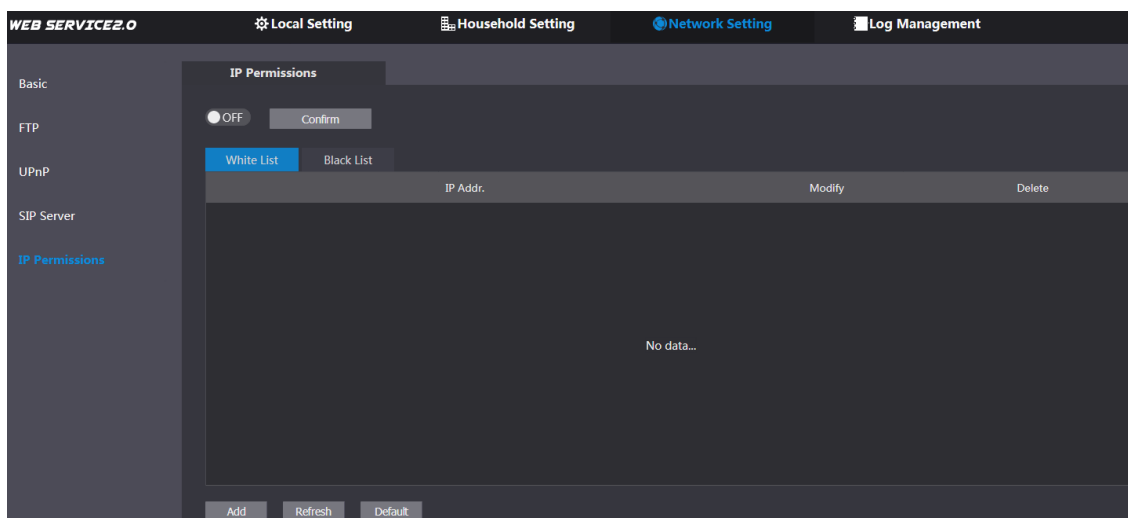 WEB SERVICE2.0
Local Setting
Household Setting
Network Setting
Log Management
Basic
FTP
UPnP
SIP Server
IP Permissions
IP Permissions
OFF
Confirm
White List
Black List
IP Addr.
Modify
Delete
No data...
Add
Refresh
Default